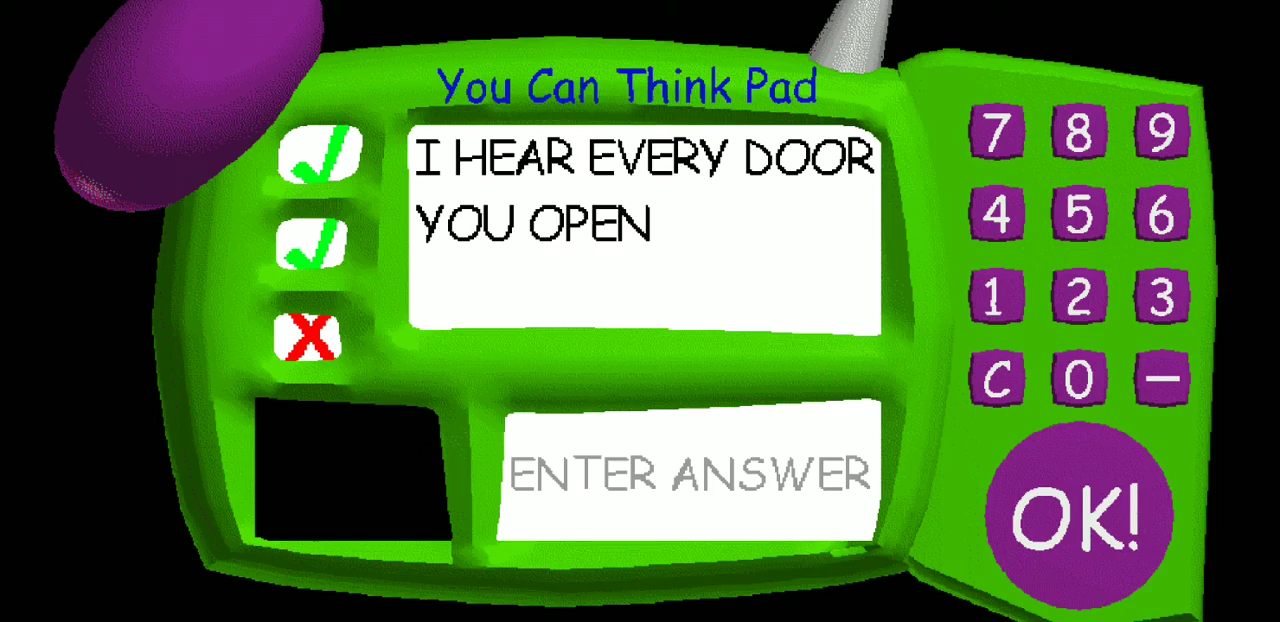 You Can Think Pad
I HEAR EVERY DOOR
YOU OPEN
ENTER ANSWER
7 8 9
4 5 6
1 2 3
C 0 —
OK!